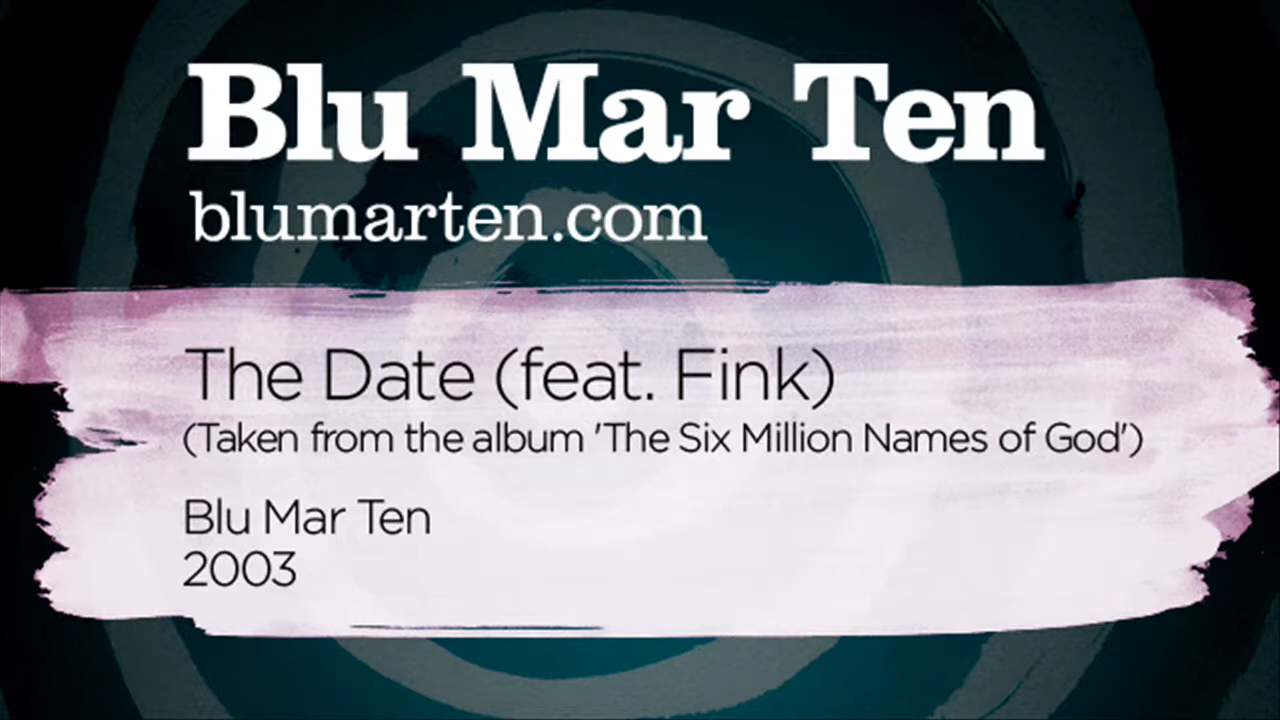 Blu Mar Ten
blumarten.com
The Date (feat. Fink)
(Taken from the album 'The Six Million Names of God')
Blu Mar Ten
2003